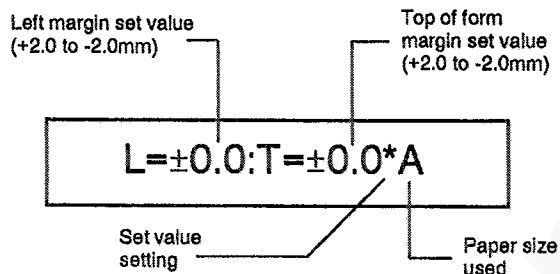 Left margin set value
(+2.0 to -2.0mm)
Top of form
margin set value
(+2.0 to -2.0mm)
L=±0.0:T=±0.0*A
Set value
setting
Paper size
used